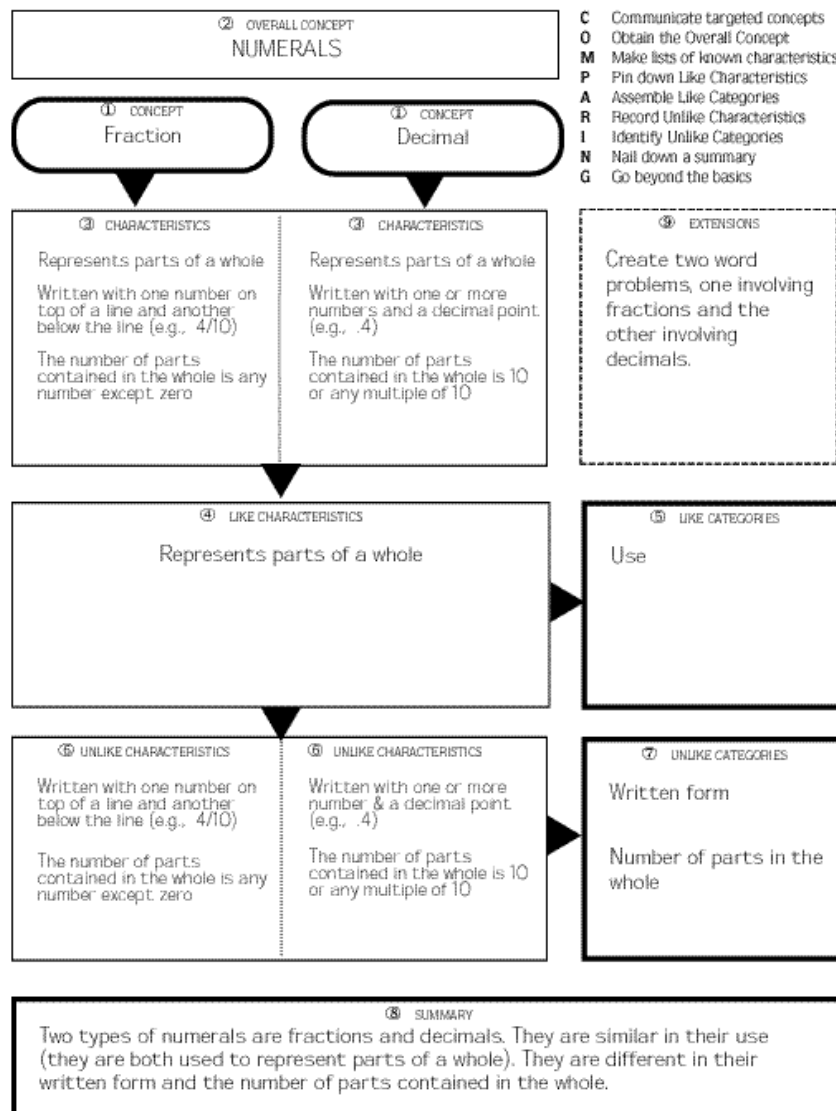 ② OVERALL CONCEPT
NUMERALS
C Communicate targeted concepts
O Obtain the Overall Concept
M Make lists of known characteristics
P Pin down Like Characteristics
A Assemble Like Categories
R Record Unlike Characteristics
I Identify Unlike Categories
N Nail down a summary
G Go beyond the basics
① CONCEPT
Fraction
① CONCEPT
Decimal
③ CHARACTERISTICS
Represents parts of a whole
Written with one number on
top of a line and another
below the line (e.g., 4/10)
The number of parts
contained in the whole is any
number except zero
③ CHARACTERISTICS
Represents parts of a whole
Written with one or more
numbers and a decimal point
(e.g., .4)
The number of parts
contained in the whole is 10
or any multiple of 10
⑨ EXTENSIONS
Create two word
problems, one involving
fractions and the
other involving
decimals.
④ LIKE CHARACTERISTICS
Represents parts of a whole
⑤ LIKE CATEGORIES
Use
⑥ UNLIKE CHARACTERISTICS
Written with one number on
top of a line and another
below the line (e.g., 4/10)
The number of parts
contained in the whole is any
number except zero
⑥ UNLIKE CHARACTERISTICS
Written with one or more
number & a decimal point
(e.g., .4)
The number of parts
contained in the whole is 10
or any multiple of 10
⑦ UNLIKE CATEGORIES
Written form
Number of parts in the
whole
⑧ SUMMARY
Two types of numerals are fractions and decimals. They are similar in their use
(they are both used to represent parts of a whole). They are different in their
written form and the number of parts contained in the whole.